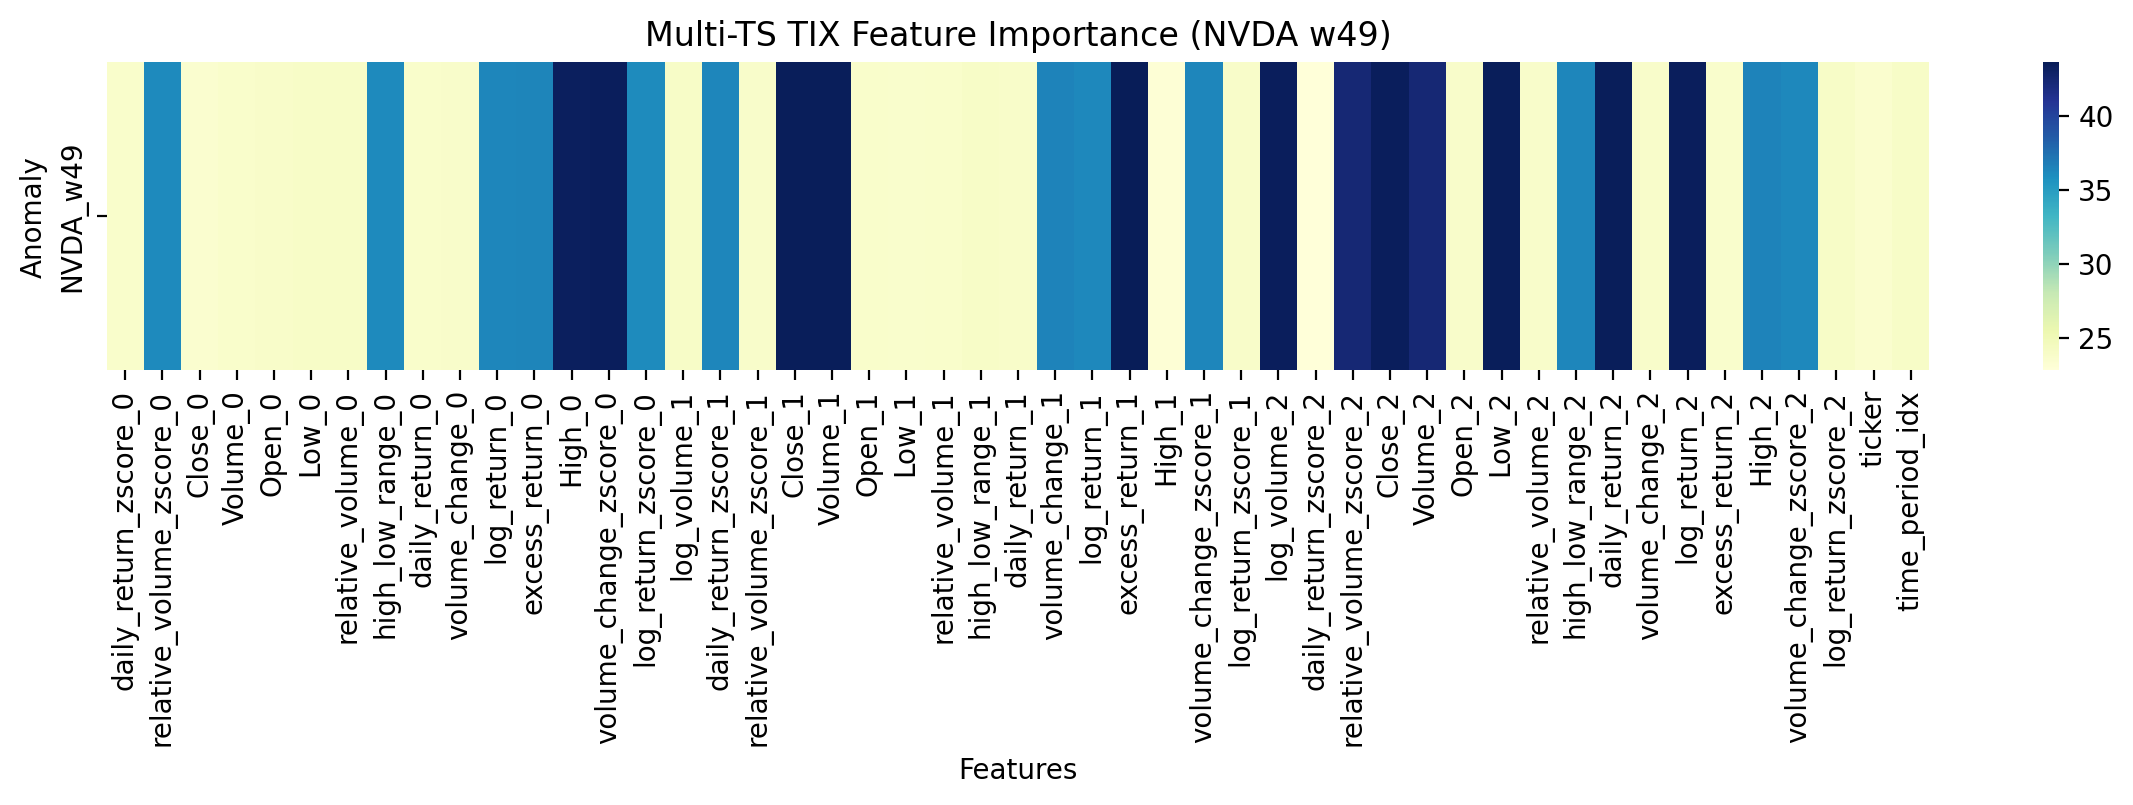 Multi-TS TIX Feature Importance (NVDA w49)
Anomaly
NVDA_w49
40
35
30
25
daily_return_zscore_0
relative_volume_zscore_0
Close_0
Volume_0
Open_0
Low_0
relative_volume_0
high_low_range_0
daily_return_0
volume_change_0
log_return_0
excess_return_0
High_0
volume_change_zscore_0
log_return_zscore_0
log_volume_1
daily_return_zscore_1
relative_volume_zscore_1
Close_1
Volume_1
Open_1
Low_1
relative_volume_1
high_low_range_1
daily_return_1
volume_change_1
log_return_1
excess_return_1
High_1
volume_change_zscore_1
log_return_zscore_1
log_volume_2
daily_return_zscore_2
relative_volume_zscore_2
Close_2
Volume_2
Open_2
Low_2
relative_volume_2
high_low_range_2
daily_return_2
volume_change_2
log_return_2
excess_return_2
High_2
volume_change_zscore_2
log_return_zscore_2
ticker
time_period_idx
Features